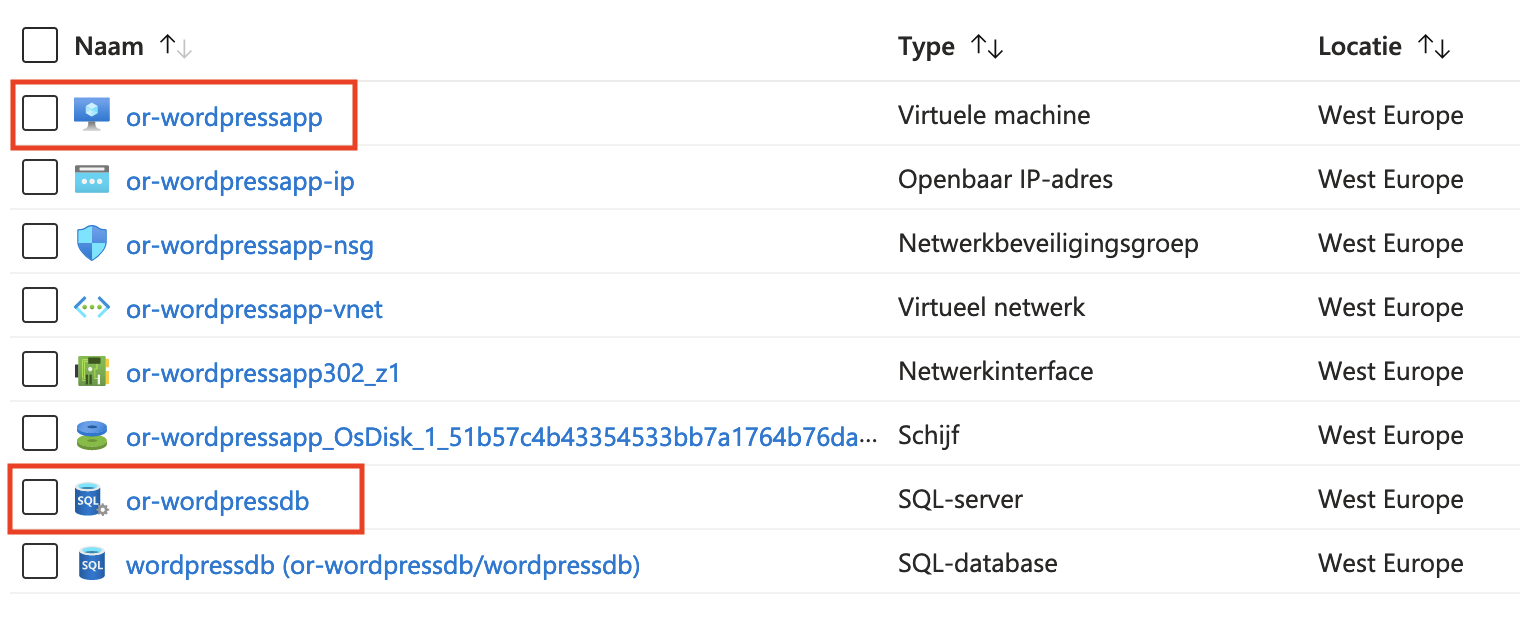 Naam ↑↓ Type ↑↓ Locatie ↑↓
or-wordpressapp Virtuele machine West Europe
or-wordpressapp-ip Openbaar IP-adres West Europe
or-wordpressapp-nsg Netwerkbeveiligingsgroep West Europe
or-wordpressapp-vnet Virtueel netwerk West Europe
or-wordpressapp302_z1 Netwerkinterface West Europe
or-wordpressapp_OsDisk_1_51b57c4b43354533bb7a1764b76da... Schijf West Europe
SQL or-wordpressdb SQL-server West Europe
SQL wordpressdb (or-wordpressdb/wordpressdb) SQL-database West Europe